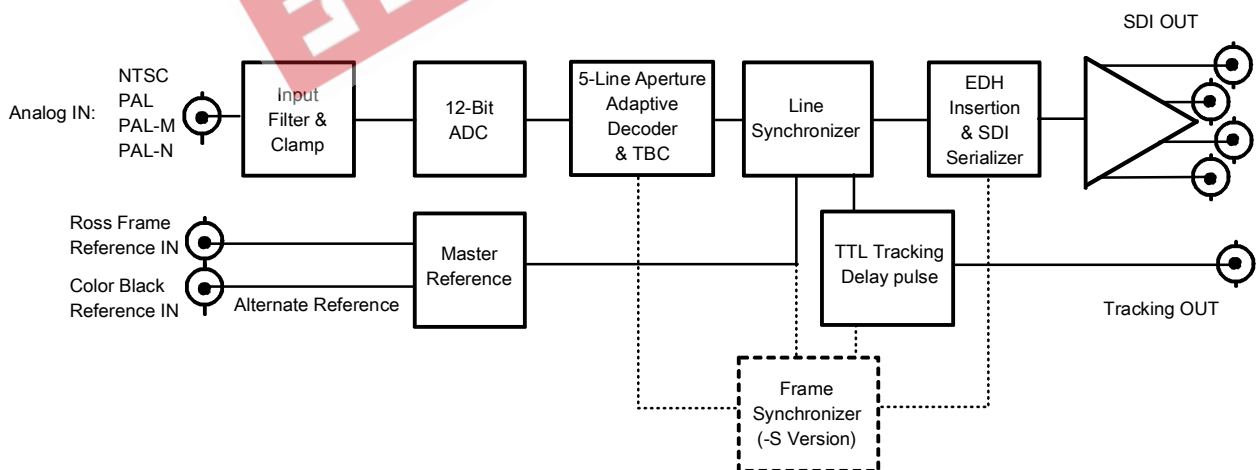 SDI OUT
Analog IN:
NTSC
PAL
PAL-M
PAL-N
Input
Filter &
Clamp
12-Bit
ADC
5-Line Aperture
Adaptive
Decoder
& TBC
Line
Synchronizer
EDH
Insertion
& SDI
Serializer
Ross Frame
Reference IN
Color Black
Reference IN
Alternate Reference
Master
Reference
TTL Tracking
Delay pulse
Tracking OUT
Frame
Synchronizer
(-S Version)